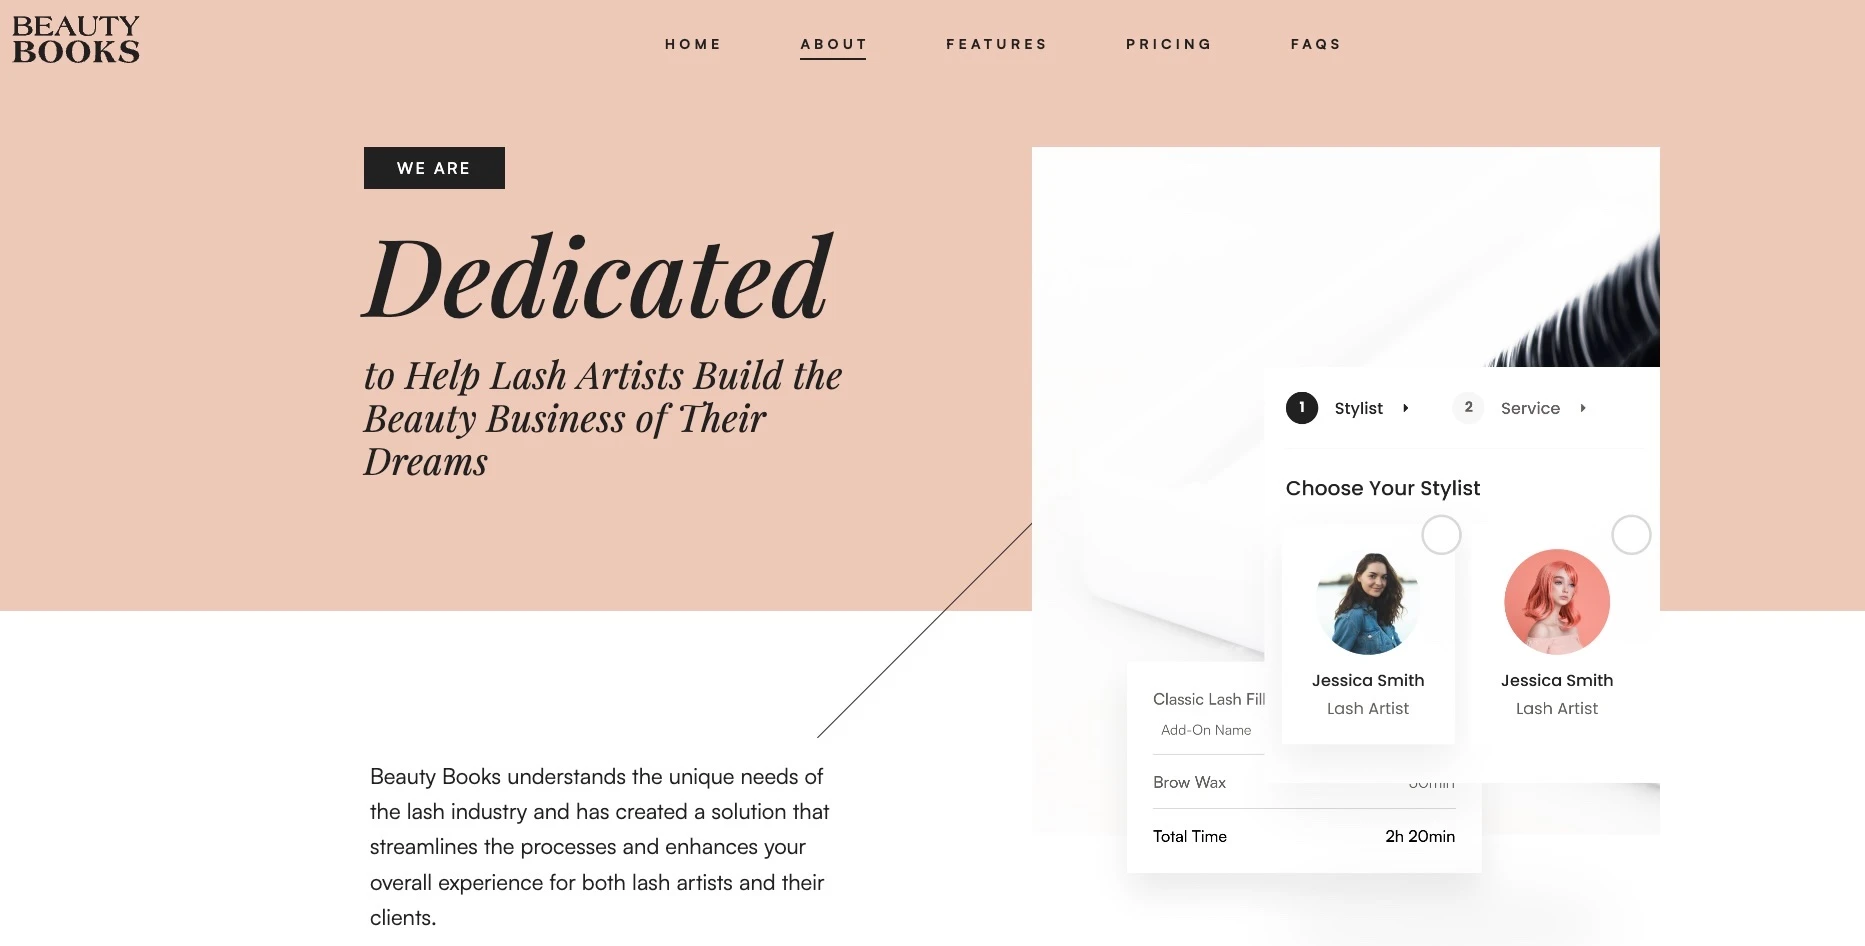 BEAUTY
BOOKS
HOME
ABOUT
FEATURES
PRICING
FAQS
WE ARE
Dedicated
to Help Lash Artists Build the
Beauty Business of Their
Dreams
1 Stylist
2 Service
Choose Your Stylist
Jessica Smith
Lash Artist
Jessica Smith
Lash Artist
Classic Lash Fill
Add-On Name
Brow Wax
Total Time 2h 20min
Beauty Books understands the unique needs of
the lash industry and has created a solution that
streamlines the processes and enhances your
overall experience for both lash artists and their
clients.